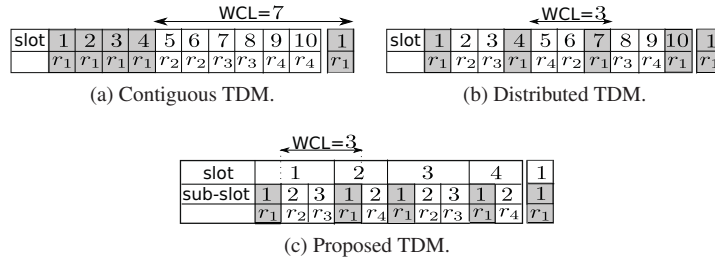 WCL=7
slot 1 2 3 4 5 6 7 8 9 10 1
r1 r1 r1 r1 r2 r2 r3 r3 r4 r4 r1
(a) Contiguous TDM.
WCL=3
slot 1 2 3 4 5 6 7 8 9 10 1
r1 r2 r3 r1 r4 r2 r1 r3 r4 r1 r1
(b) Distributed TDM.
WCL=3
slot 1 2 3 4 1
sub-slot 1 2 3 1 2 1 2 3 1 2 1
r1 r2 r3 r1 r4 r1 r2 r3 r1 r4 r1
(c) Proposed TDM.